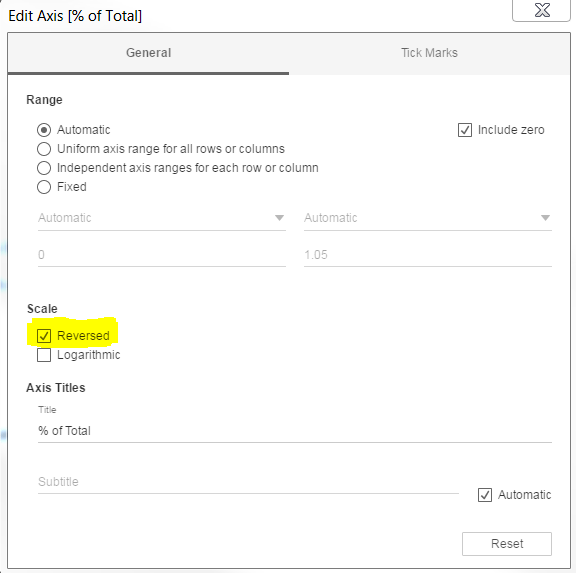 Edit Axis [% of Total]
General Tick Marks
Range
Automatic Include zero
Uniform axis range for all rows or columns
Independent axis ranges for each row or column
Fixed
Automatic Automatic
0 1.05
Scale
Reversed
Logarithmic
Axis Titles
Title
% of Total
Subtitle
Automatic
Reset